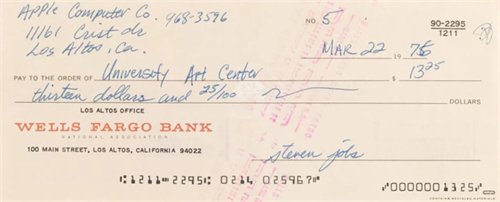 Apple Computer Co. 968-3596
11161 Crist dr
Los Altos, Ca.
No. 5
90-2295
1211
MAR 22 1976
PAY TO THE ORDER OF University Art Center $ 13 25
thirteen dollars and 25/100 DOLLARS
LOS ALTOS OFFICE
WELLS FARGO BANK
NATIONAL ASSOCIATION
100 MAIN STREET, LOS ALTOS, CALIFORNIA 94022
steven jobs
⑆1211⑉2295⑆ 0214 025967⑈ ⑈0000001325⑈